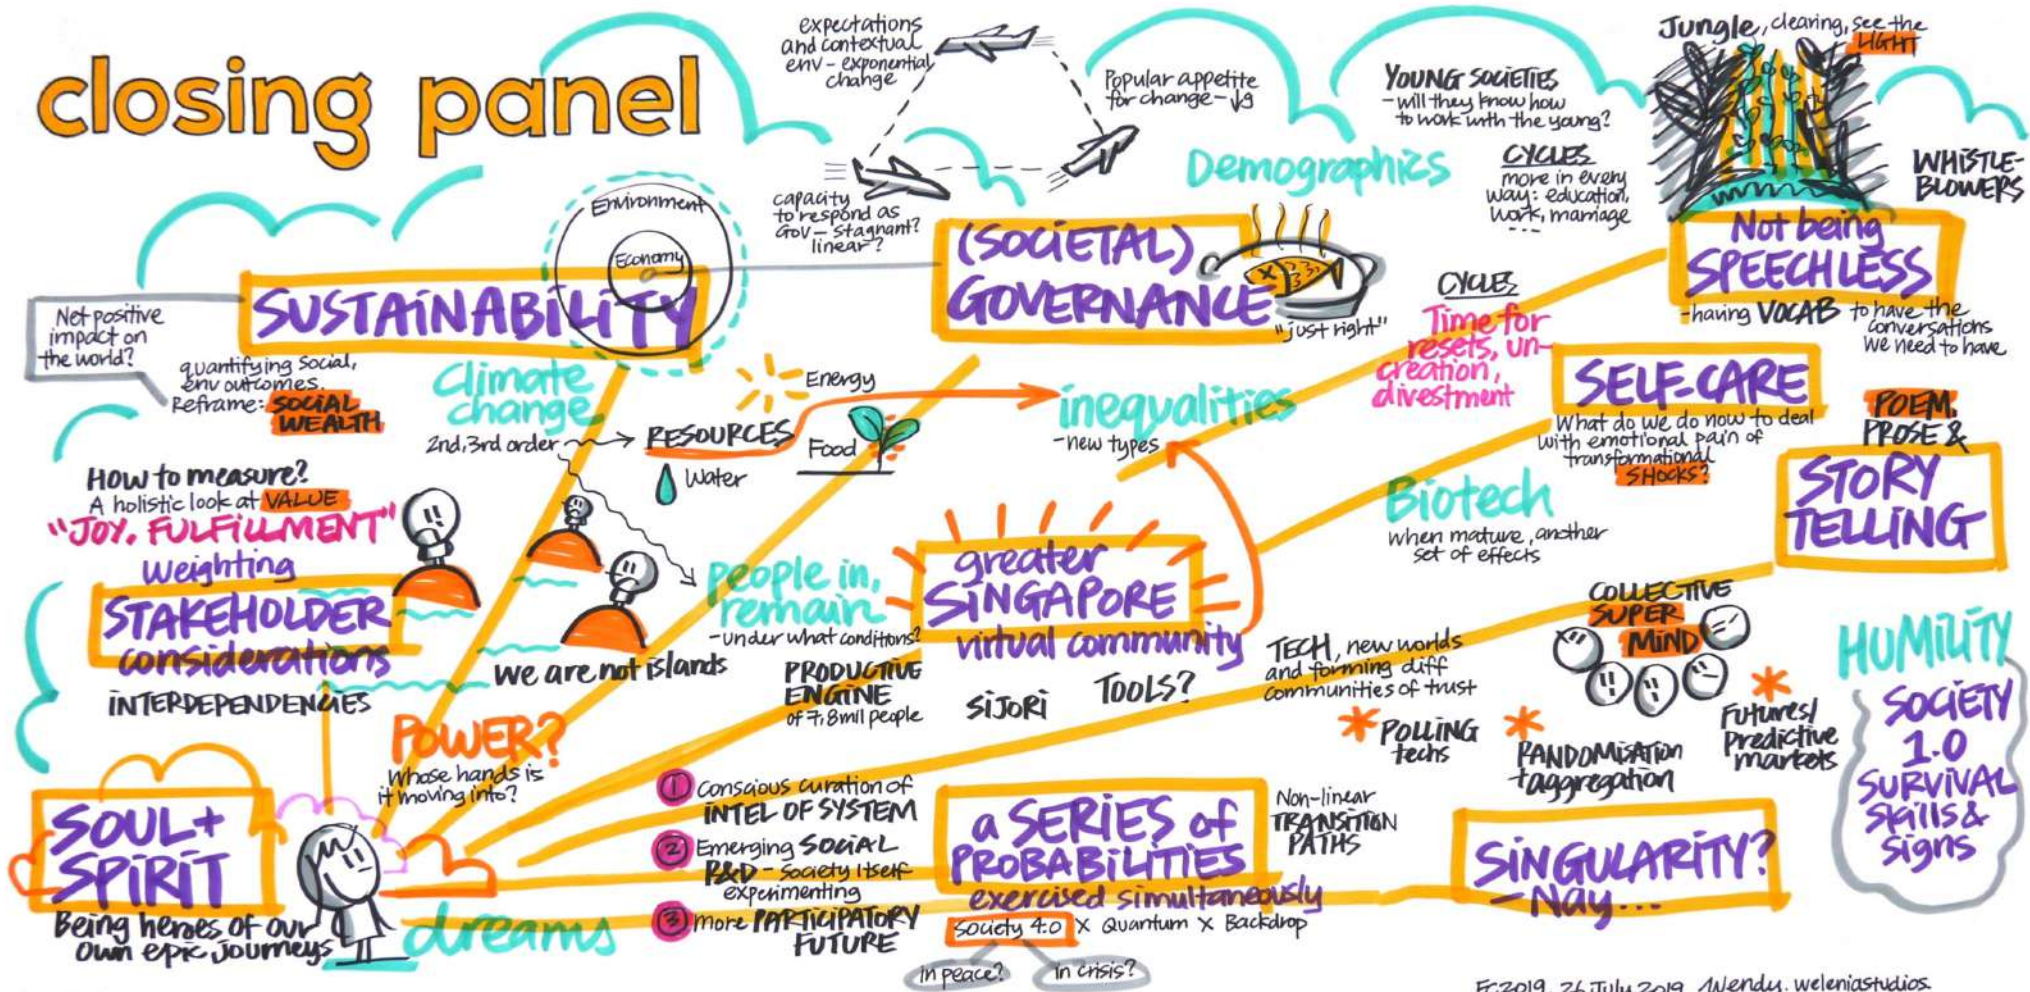 closing panel
expectations
and contextual
env - exponential
change
Popular appetite
for change -
capacity
to respond as
Gov - stagnant?
linear?
YOUNG SOCIETIES
- will they know how
to work with the young?
Demographics
CYCLES
more in every
way: education,
work, marriage
...
Jungle, clearing, see the
LIGHT
WHISTLE-
BLOWERS
Not being
SPEECHLESS
- having VOCAB to have the
conversations
we need to have
Environment
Economy
SUSTAINABILITY
(SOCIETAL)
GOVERNANCE
"just right"
Net positive
impact on
the world?
quantifying social,
env outcomes.
Reframe: SOCIAL
WEALTH
Climate
change
2nd, 3rd order
RESOURCES
Energy
Food
Water
inequalities
- new types
CYCLES
Time for
resets, un-
creation,
divestment
SELF-CARE
What do we do now to deal
with emotional pain of
transformational
SHOCKS?
POEM,
PROSE &
STORY
TELLING
HOW to measure?
A holistic look at VALUE
"JOY, FULFILLMENT"
Weighting
STAKEHOLDER
considerations
INTERDEPENDENCIES
we are not islands
people in,
remain
- under what conditions?
greater
SINGAPORE
virtual community
PRODUCTIVE
ENGINE
of 7,8mil people
SIJORI
TOOLS?
Biotech
when mature, another
set of effects
TECH, new worlds
and forming diff
communities of trust
COLLECTIVE
SUPER
MIND
POLLING
techs
RANDOMISATION
+ aggregation
Futures/
Predictive
markets
HUMILITY
SOCIETY
1.0
SURVIVAL
skills &
signs
POWER?
Whose hands is
it moving into?
SOUL +
SPIRIT
Being heroes of our
own epic journeys
dreams
1 Conscious curation of
INTEL OF SYSTEM
2 Emerging SOCIAL
R&D - Society itself
experimenting
3 more PARTICIPATORY
FUTURE
a SERIES of
PROBABILITIES
exercised simultaneously
Society 4.0 x Quantum x Backdrop
in peace?
in crisis?
Non-linear
TRANSITION
PATHS
SINGULARITY?
- Nay...
FC2019. 26 July 2019. Wendy. weleniastudios.